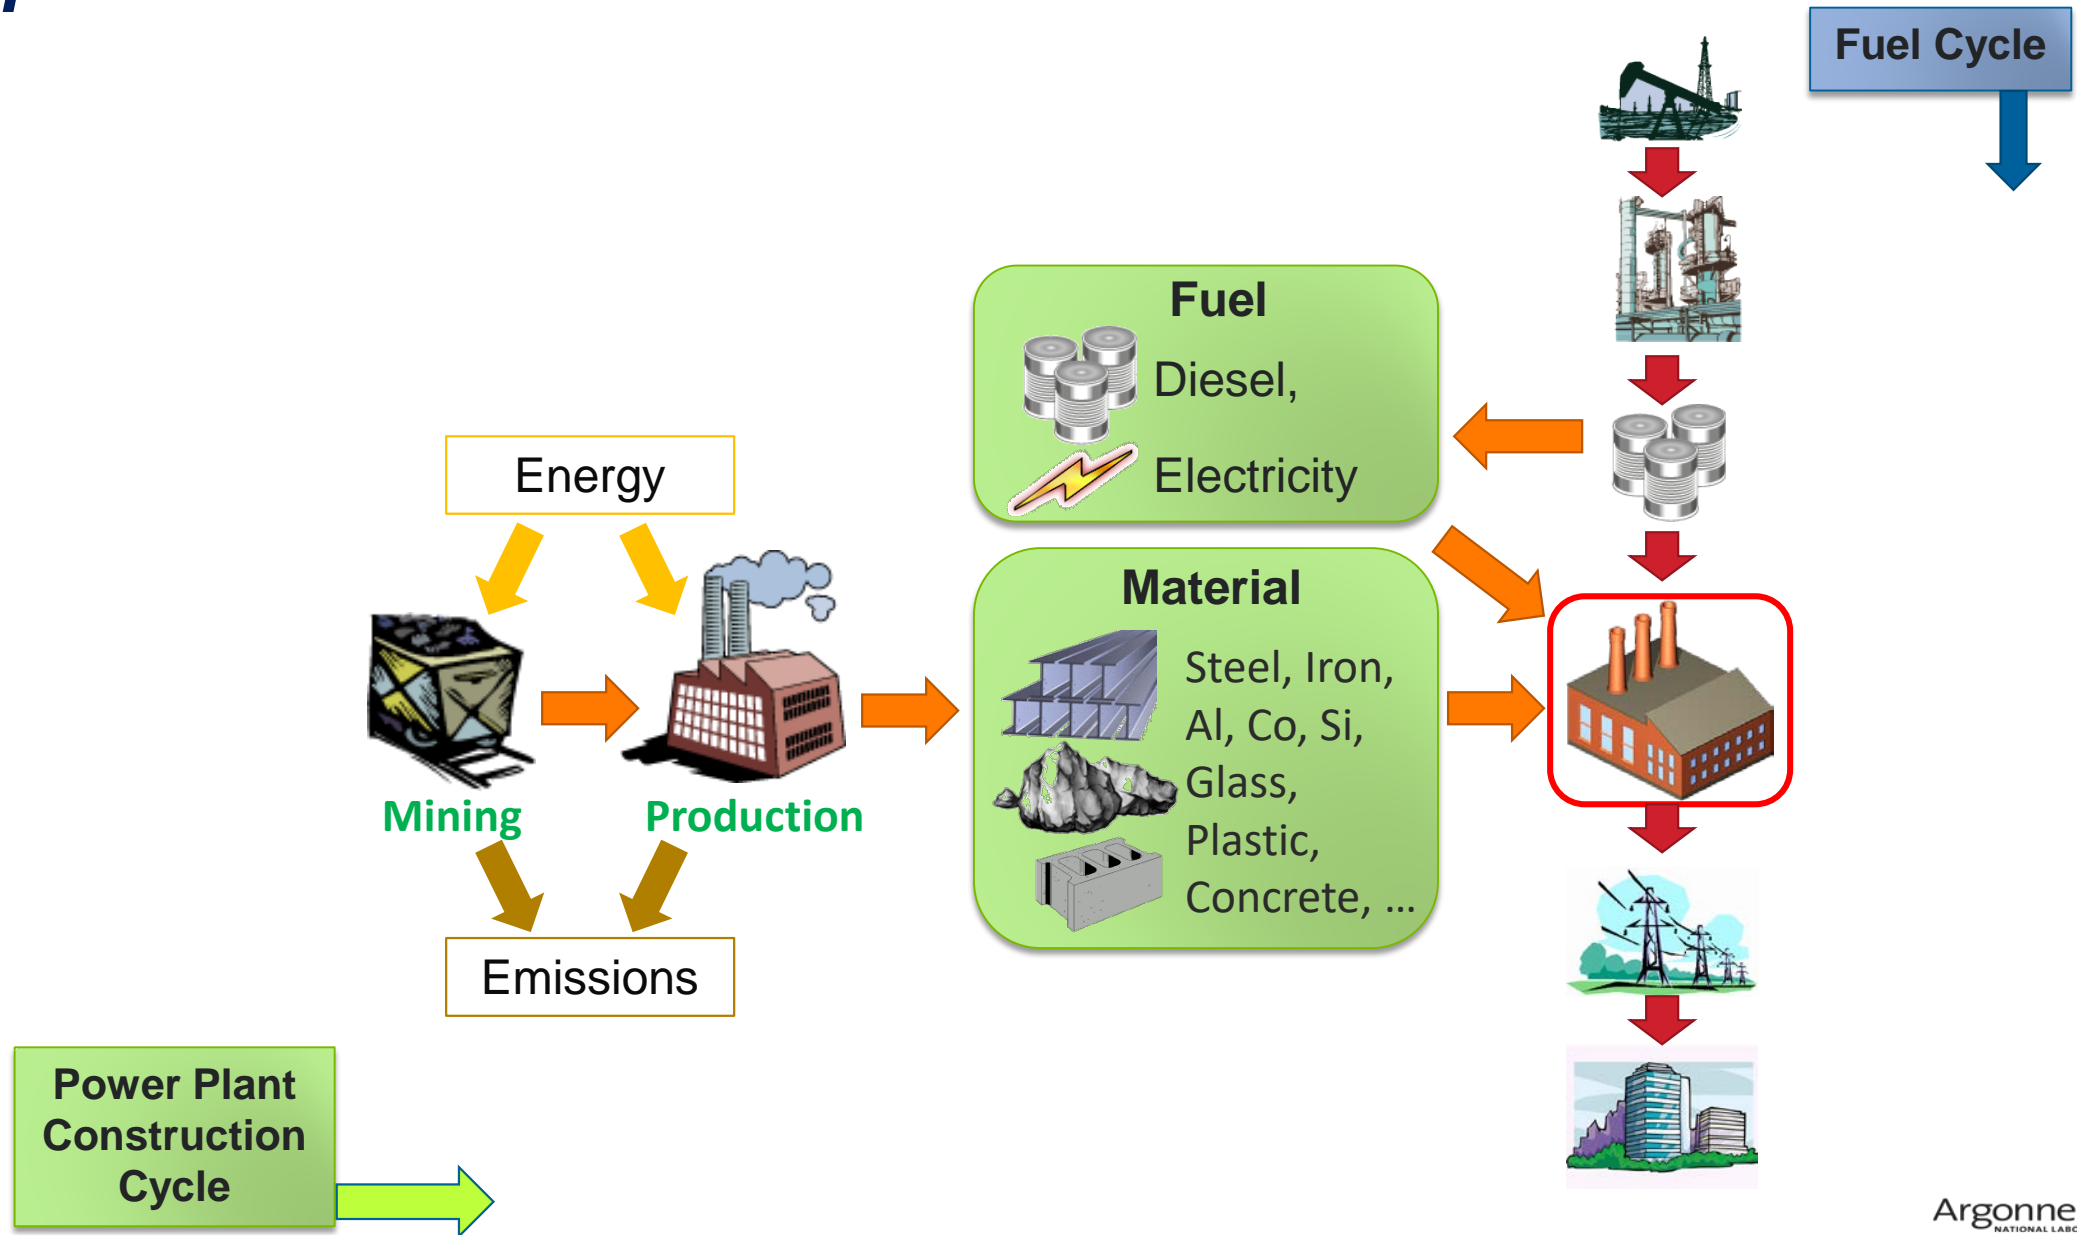 Fuel Cycle
Fuel
Diesel,
Electricity
Energy
Material
Steel, Iron,
Al, Co, Si,
Glass,
Plastic,
Concrete, ...
Mining
Production
Emissions
Power Plant
Construction
Cycle
Argonne
NATIONAL